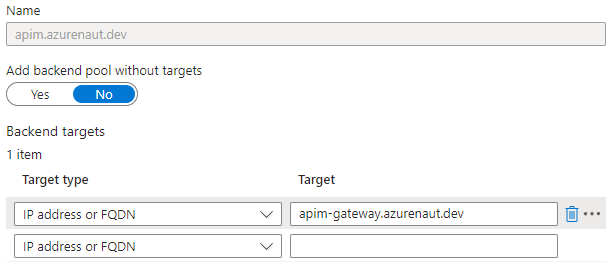 Name
apim.azurenaut.dev
Add backend pool without targets
Yes No
Backend targets
1 item
Target type Target
IP address or FQDN apim-gateway.azurenaut.dev
IP address or FQDN